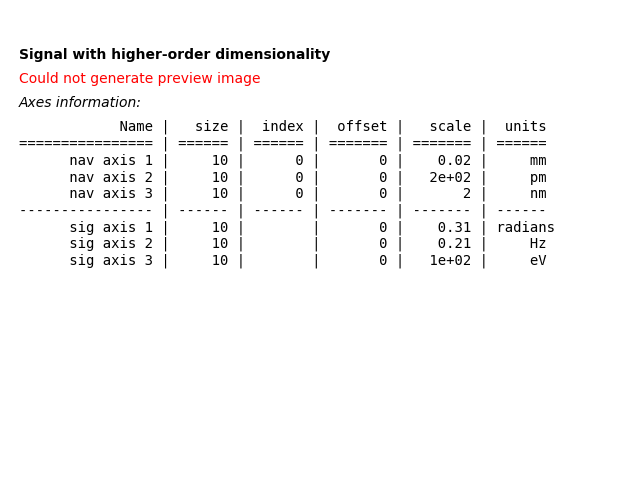 Signal with higher-order dimensionality
Could not generate preview image
Axes information:
            Name |   size |  index |  offset |   scale |  units
================ | ====== | ====== | ======= | ======= | ======
      nav axis 1 |     10 |      0 |       0 |    0.02 |     mm
      nav axis 2 |     10 |      0 |       0 |   2e+02 |     pm
      nav axis 3 |     10 |      0 |       0 |       2 |     nm
---------------- | ------ | ------ | ------- | ------- | ------
      sig axis 1 |     10 |        |       0 |    0.31 | radians
      sig axis 2 |     10 |        |       0 |    0.21 |     Hz
      sig axis 3 |     10 |        |       0 |   1e+02 |     eV